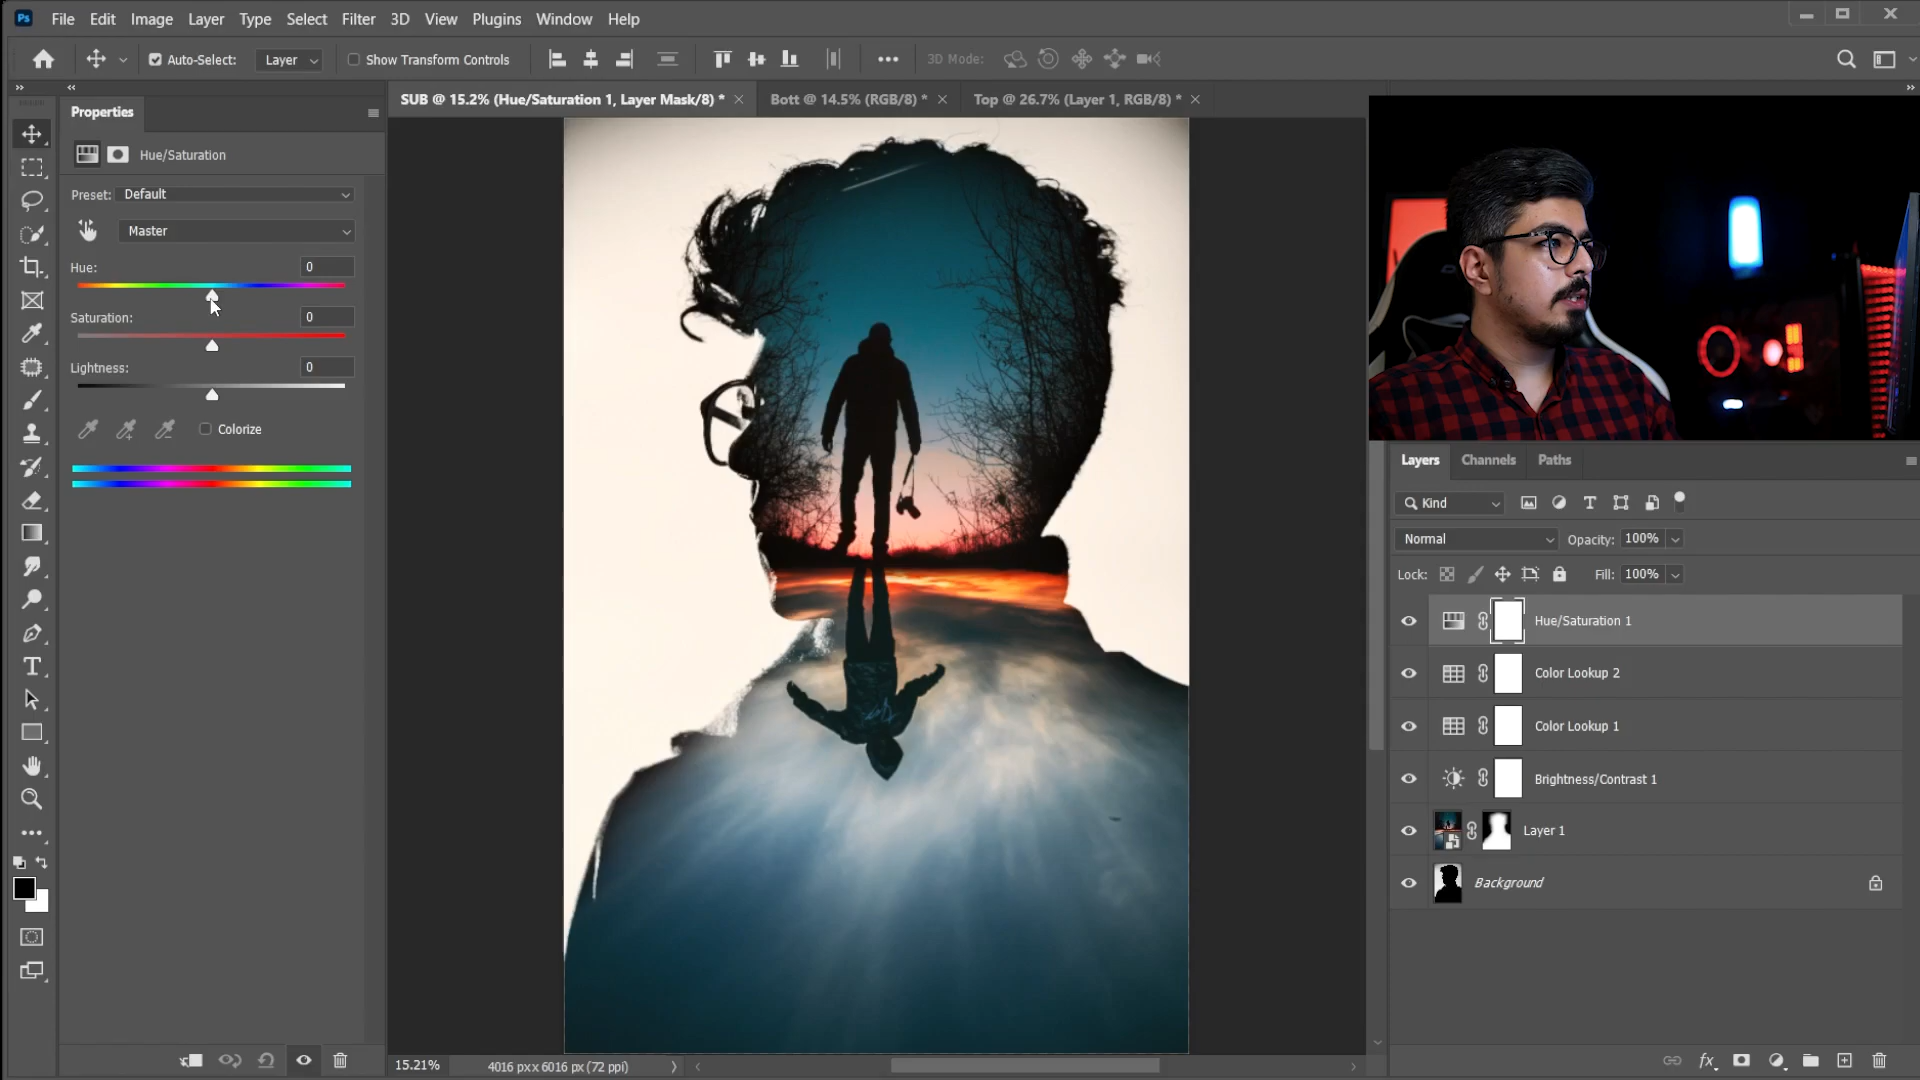 Ps File Edit Image Layer Type Select Filter 3D View Plugins Window Help
Auto-Select: Layer Show Transform Controls 3D Mode:
SUB @ 15.2% (Hue/Saturation 1, Layer Mask/8) * Bott @ 14.5% (RGB/8) * Top @ 26.7% (Layer 1, RGB/8) *
Properties
Hue/Saturation
Preset: Default
Master
Hue: 0
Saturation: 0
Lightness: 0
Colorize
Layers Channels Paths
Kind
Normal Opacity: 100%
Lock: Fill: 100%
Hue/Saturation 1
Color Lookup 2
Color Lookup 1
Brightness/Contrast 1
Layer 1
Background
15.21% 4016 px x 6016 px (72 ppi)
fx